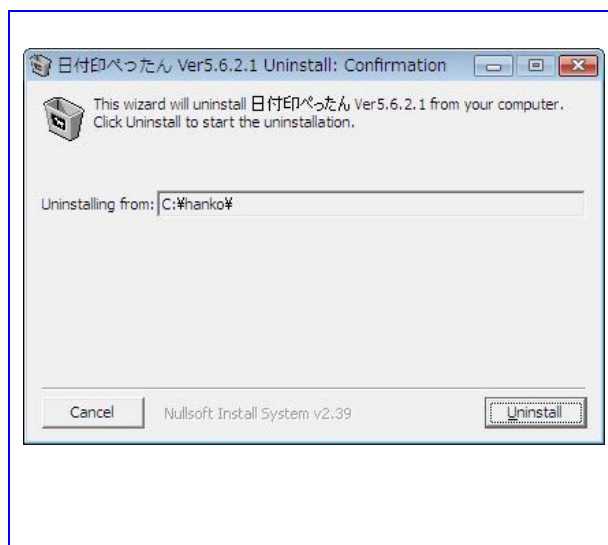 日付印ぺったん Ver5.6.2.1 Uninstall: Confirmation
This wizard will uninstall 日付印ぺったん Ver5.6.2.1 from your computer.
Click Uninstall to start the uninstallation.
Uninstalling from: C:¥hanko¥
Cancel Nullsoft Install System v2.39 Uninstall